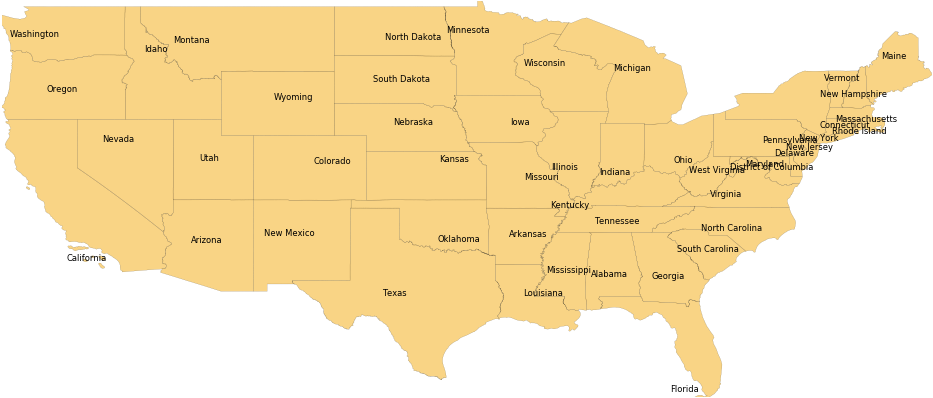 Washington
Montana
Idaho
North Dakota
Minnesota
Wisconsin
Michigan
Maine
Vermont
New Hampshire
Oregon
Wyoming
South Dakota
Nebraska
Iowa
Massachusetts
Connecticut
Rhode Island
New York
Pennsylvania
New Jersey
Delaware
Nevada
Utah
Colorado
Kansas
Missouri
Illinois
Indiana
Ohio
West Virginia
Maryland
District of Columbia
Virginia
Kentucky
Tennessee
North Carolina
South Carolina
California
Arizona
New Mexico
Oklahoma
Arkansas
Mississippi
Alabama
Georgia
Texas
Louisiana
Florida